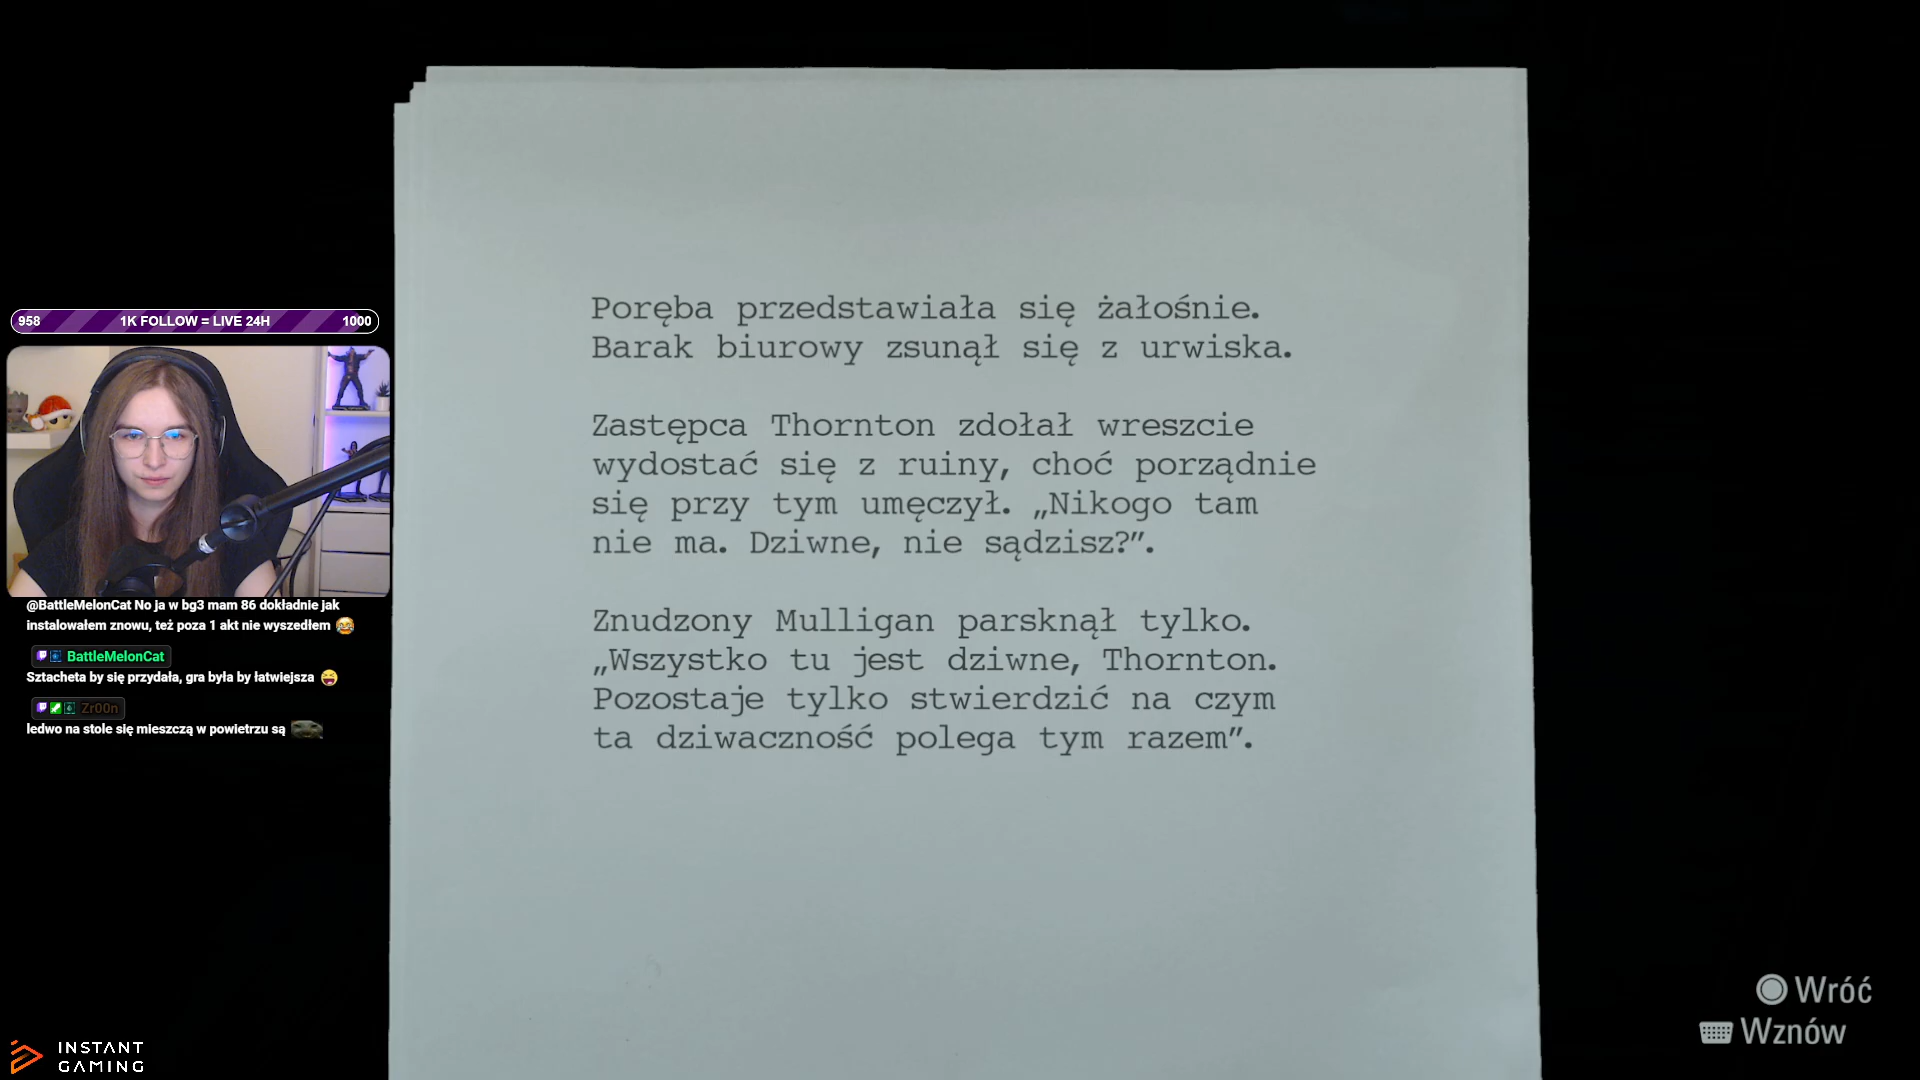 Poręba przedstawiała się żałośnie.
Barak biurowy zsunął się z urwiska.
Zastępca Thornton zdołał wreszcie
wydostać się z ruiny, choć porządnie
się przy tym umęczył. „Nikogo tam
nie ma. Dziwne, nie sądzisz?”.
Znudzony Mulligan parsknął tylko.
„Wszystko tu jest dziwne, Thornton.
Pozostaje tylko stwierdzić na czym
ta dziwaczność polega tym razem”.
958 1K FOLLOW = LIVE 24H 1000
@BattleMelonCat No ja w bg3 mam 86 dokładnie jak
instalowałem znowu, też poza 1 akt nie wyszedłem
BattleMelonCat
Sztacheta by się przydała, gra była by łatwiejsza
Zr00n
ledwo na stole się mieszczą w powietrzu są
INSTANT
GAMING
Wróć
Wznów